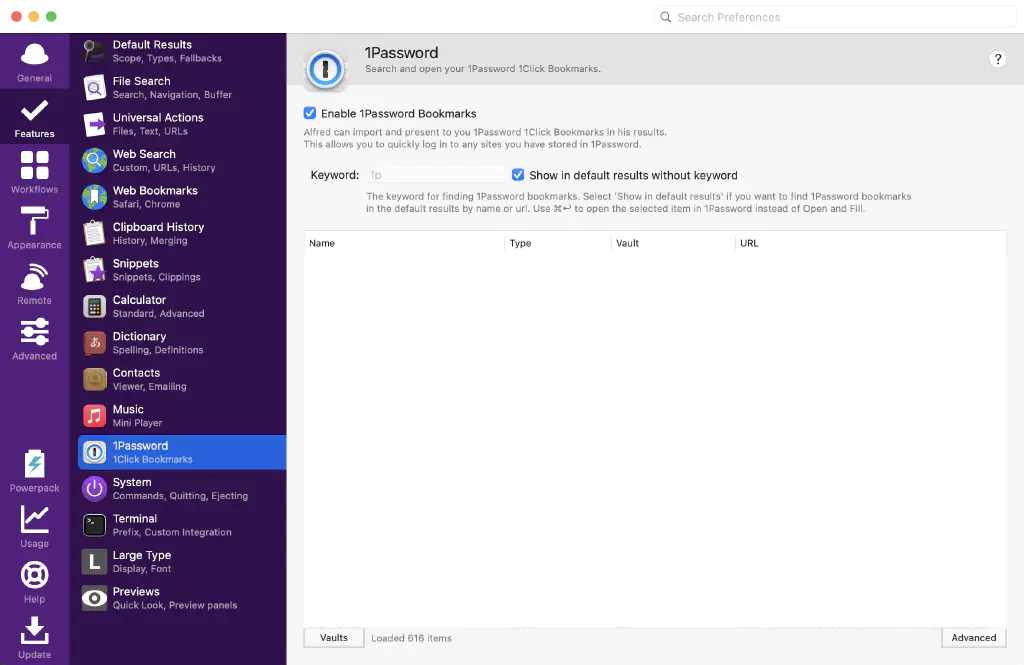 Search Preferences
General
Features
Workflows
Appearance
Remote
Advanced
Powerpack
Usage
Help
Update
Default Results
Scope, Types, Fallbacks
File Search
Search, Navigation, Buffer
Universal Actions
Files, Text, URLs
Web Search
Custom, URLs, History
Web Bookmarks
Safari, Chrome
Clipboard History
History, Merging
Snippets
Snippets, Clippings
Calculator
Standard, Advanced
Dictionary
Spelling, Definitions
Contacts
Viewer, Emailing
Music
Mini Player
1Password
1Click Bookmarks
System
Commands, Quitting, Ejecting
Terminal
Prefix, Custom Integration
L
Large Type
Display, Font
Previews
Quick Look, Preview panels
1Password
Search and open your 1Password 1Click Bookmarks.
?
Enable 1Password Bookmarks
Alfred can import and present to you 1Password 1Click Bookmarks in his results.
This allows you to quickly log in to any sites you have stored in 1Password.
Keyword: 1p Show in default results without keyword
The keyword for finding 1Password bookmarks. Select 'Show in default results' if you want to find 1Password bookmarks
in the default results by name or url. Use ⌘↩ to open the selected item in 1Password instead of Open and Fill.
Name Type Vault URL
Vaults Loaded 616 items Advanced